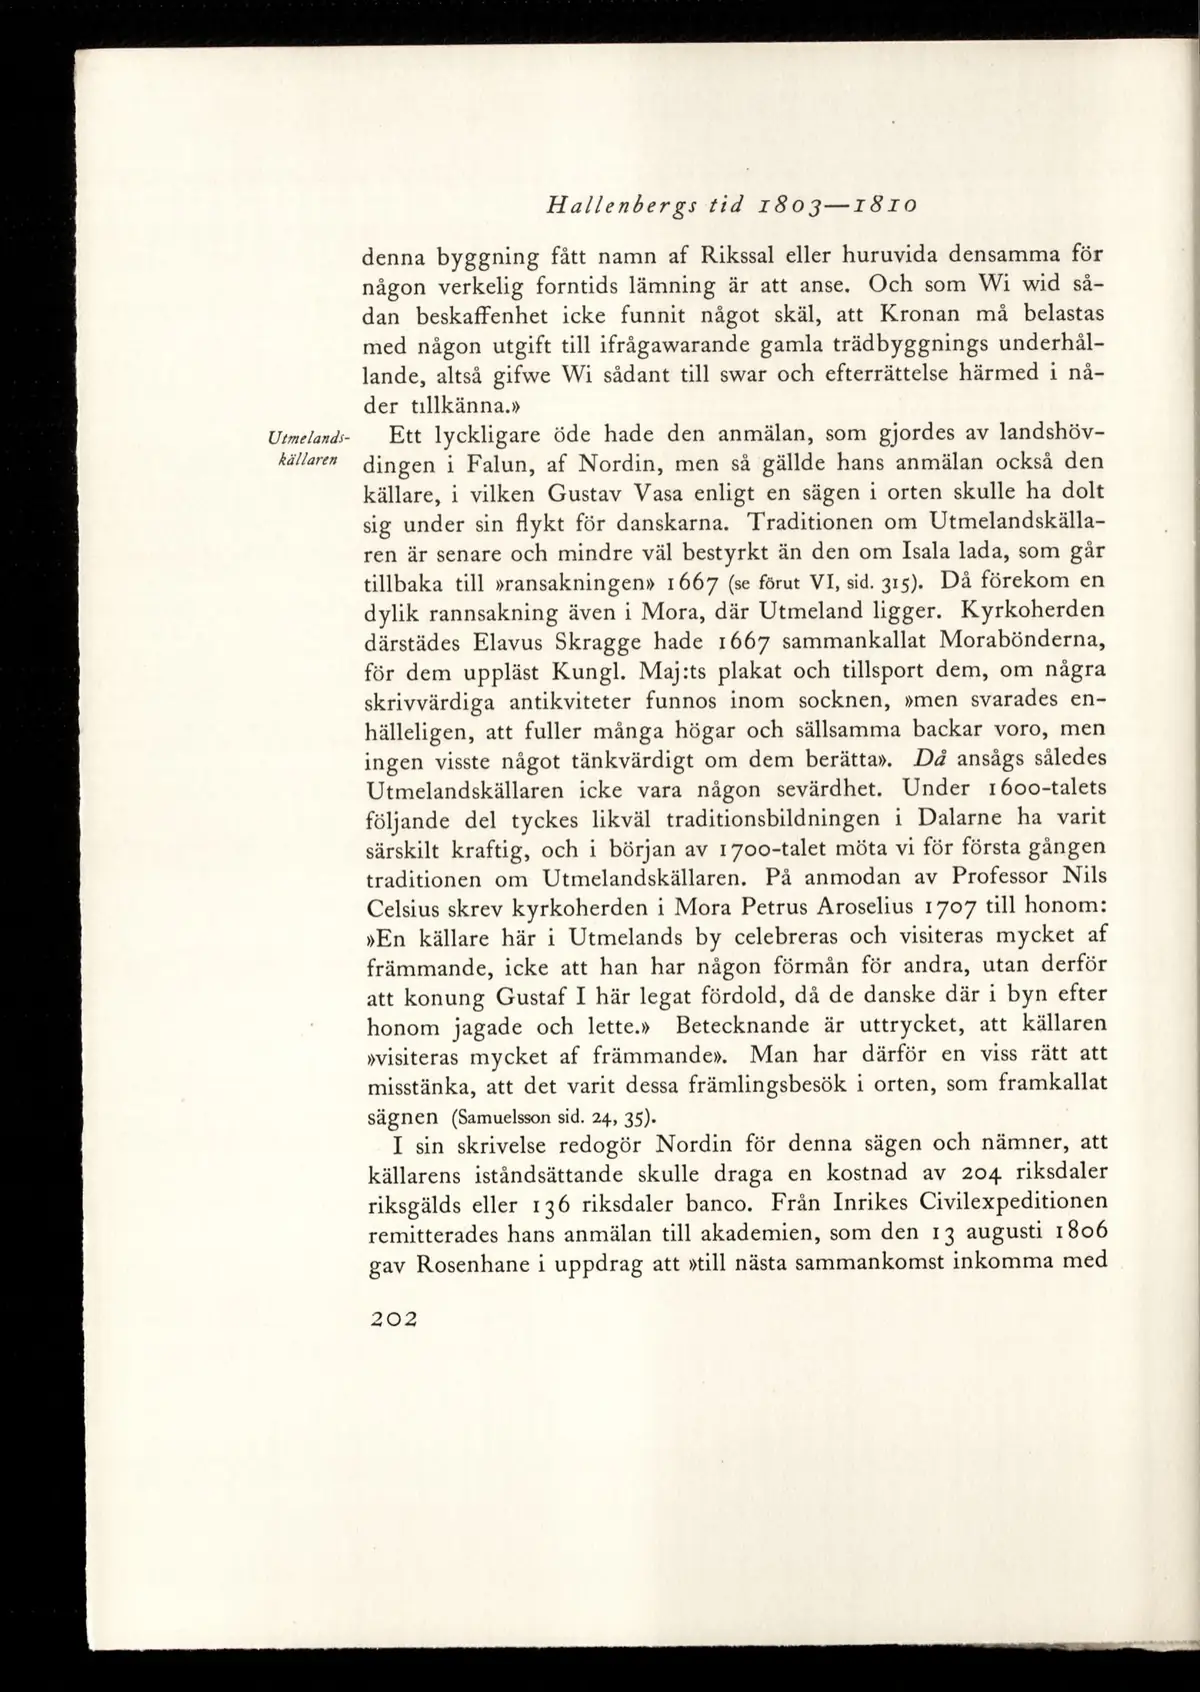 Hallenbergs tid 1803—1810
denna byggning fått namn af Rikssal eller huruvida densamma för
någon verkelig forntids lämning är att anse. Och som Wi wid så-
dan beskaffenhet icke funnit något skäl, att Kronan må belastas
med någon utgift till ifrågawarande gamla trädbyggnings underhål-
lande, altså gifwe Wi sådant till swar och efterrättelse härmed i nå-
der tillkänna.»
Utmelands-
källaren
Ett lyckligare öde hade den anmälan, som gjordes av landshöv-
dingen i Falun, af Nordin, men så gällde hans anmälan också den
källare, i vilken Gustav Vasa enligt en sägen i orten skulle ha dolt
sig under sin flykt för danskarna. Traditionen om Utmelandskälla-
ren är senare och mindre väl bestyrkt än den om Isala lada, som går
tillbaka till »ransakningen» 1667 (se förut VI, sid. 315). Då förekom en
dylik rannsakning även i Mora, där Utmeland ligger. Kyrkoherden
därstädes Elavus Skragge hade 1667 sammankallat Morabönderna,
för dem uppläst Kungl. Maj:ts plakat och tillsport dem, om några
skrivvärdiga antikviteter funnos inom socknen, »men svarades en-
hälleligen, att fuller många högar och sällsamma backar voro, men
ingen visste något tänkvärdigt om dem berätta». Då ansågs således
Utmelandskällaren icke vara någon sevärdhet. Under 1600-talets
följande del tyckes likväl traditionsbildningen i Dalarne ha varit
särskilt kraftig, och i början av 1700-talet möta vi för första gången
traditionen om Utmelandskällaren. På anmodan av Professor Nils
Celsius skrev kyrkoherden i Mora Petrus Aroselius 1707 till honom:
»En källare här i Utmelands by celebreras och visiteras mycket af
främmande, icke att han har någon förmån för andra, utan derför
att konung Gustaf I här legat fördold, då de danske där i byn efter
honom jagade och lette.» Betecknande är uttrycket, att källaren
»visiteras mycket af främmande». Man har därför en viss rätt att
misstänka, att det varit dessa främlingsbesök i orten, som framkallat
sägnen (Samuelsson sid. 24, 35).
I sin skrivelse redogör Nordin för denna sägen och nämner, att
källarens iståndsättande skulle draga en kostnad av 204 riksdaler
riksgälds eller 136 riksdaler banco. Från Inrikes Civilexpeditionen
remitterades hans anmälan till akademien, som den 13 augusti 1806
gav Rosenhane i uppdrag att »till nästa sammankomst inkomma med
202